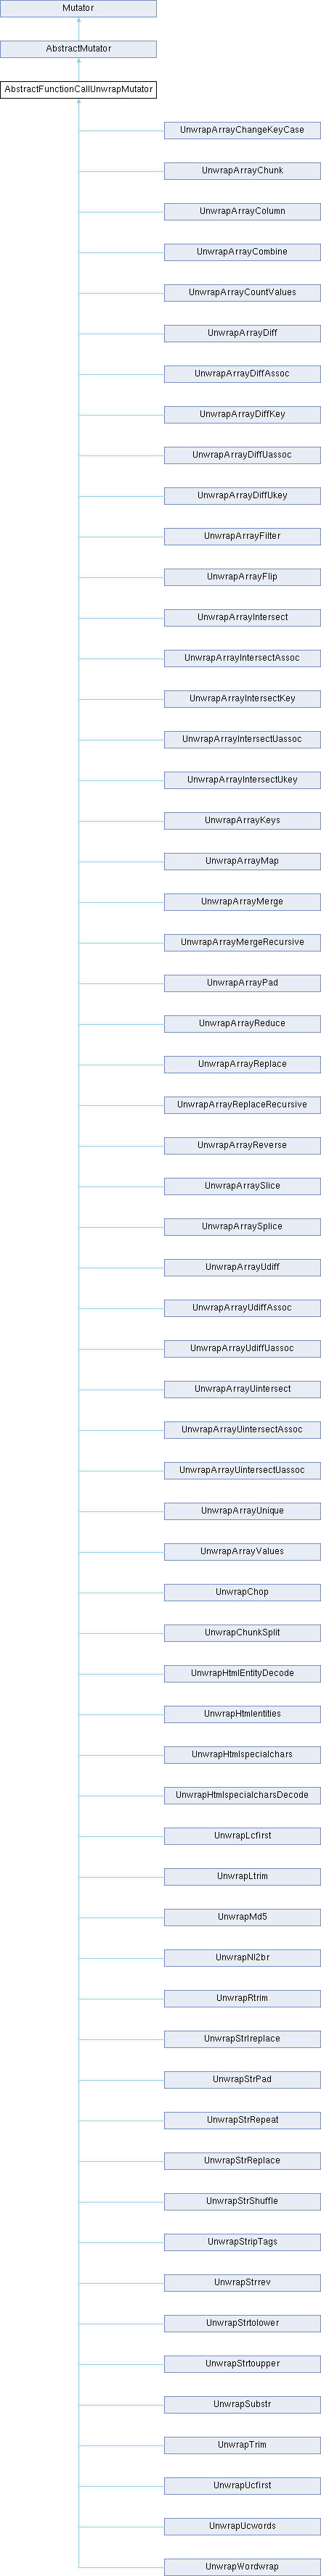 Mutator
AbstractMutator
AbstractFunctionCallUnwrapMutator
UnwrapArrayChangeKeyCase
UnwrapArrayChunk
UnwrapArrayColumn
UnwrapArrayCombine
UnwrapArrayCountValues
UnwrapArrayDiff
UnwrapArrayDiffAssoc
UnwrapArrayDiffKey
UnwrapArrayDiffUassoc
UnwrapArrayDiffUkey
UnwrapArrayFilter
UnwrapArrayFlip
UnwrapArrayIntersect
UnwrapArrayIntersectAssoc
UnwrapArrayIntersectKey
UnwrapArrayIntersectUassoc
UnwrapArrayIntersectUkey
UnwrapArrayKeys
UnwrapArrayMap
UnwrapArrayMerge
UnwrapArrayMergeRecursive
UnwrapArrayPad
UnwrapArrayReduce
UnwrapArrayReplace
UnwrapArrayReplaceRecursive
UnwrapArrayReverse
UnwrapArraySlice
UnwrapArraySplice
UnwrapArrayUdiff
UnwrapArrayUdiffAssoc
UnwrapArrayUdiffUassoc
UnwrapArrayUintersect
UnwrapArrayUintersectAssoc
UnwrapArrayUintersectUassoc
UnwrapArrayUnique
UnwrapArrayValues
UnwrapChop
UnwrapChunkSplit
UnwrapHtmlEntityDecode
UnwrapHtmlentities
UnwrapHtmlspecialchars
UnwrapHtmlspecialcharsDecode
UnwrapLcfirst
UnwrapLtrim
UnwrapMd5
UnwrapNl2br
UnwrapRtrim
UnwrapStrIreplace
UnwrapStrPad
UnwrapStrRepeat
UnwrapStrReplace
UnwrapStrShuffle
UnwrapStripTags
UnwrapStrrev
UnwrapStrtolower
UnwrapStrtoupper
UnwrapSubstr
UnwrapTrim
UnwrapUcfirst
UnwrapUcwords
UnwrapWordwrap